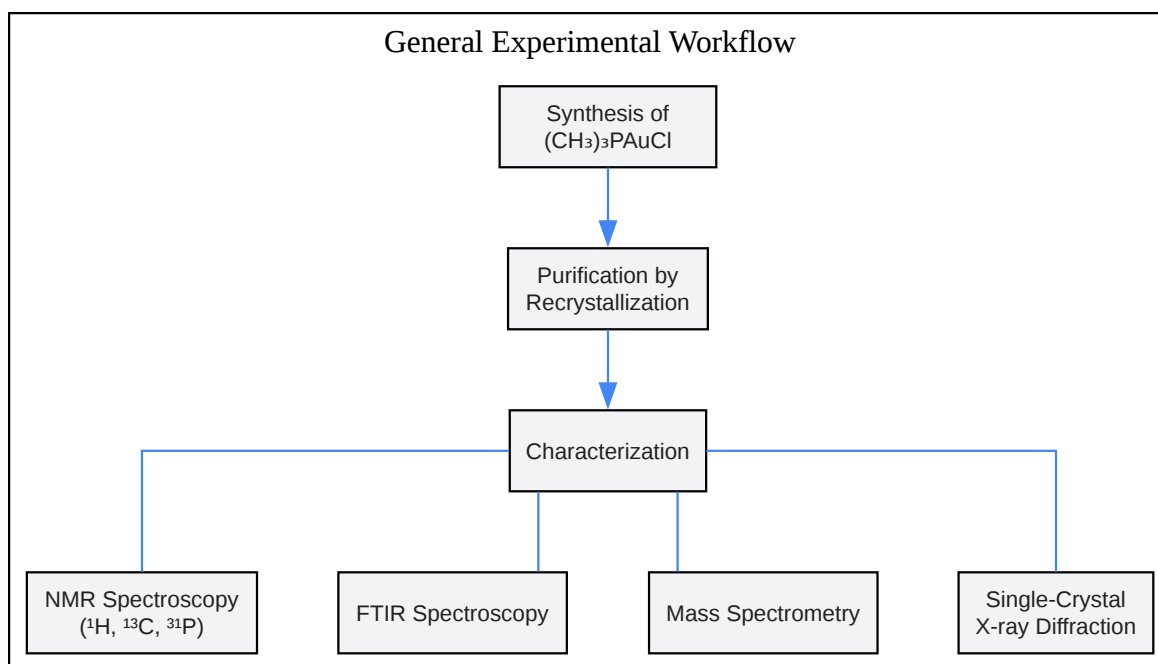 General Experimental Workflow
Synthesis of
(CH₃)₃PAuCl
Purification by
Recrystallization
Characterization
NMR Spectroscopy
(¹H, ¹³C, ³¹P)
FTIR Spectroscopy
Mass Spectrometry
Single-Crystal
X-ray Diffraction